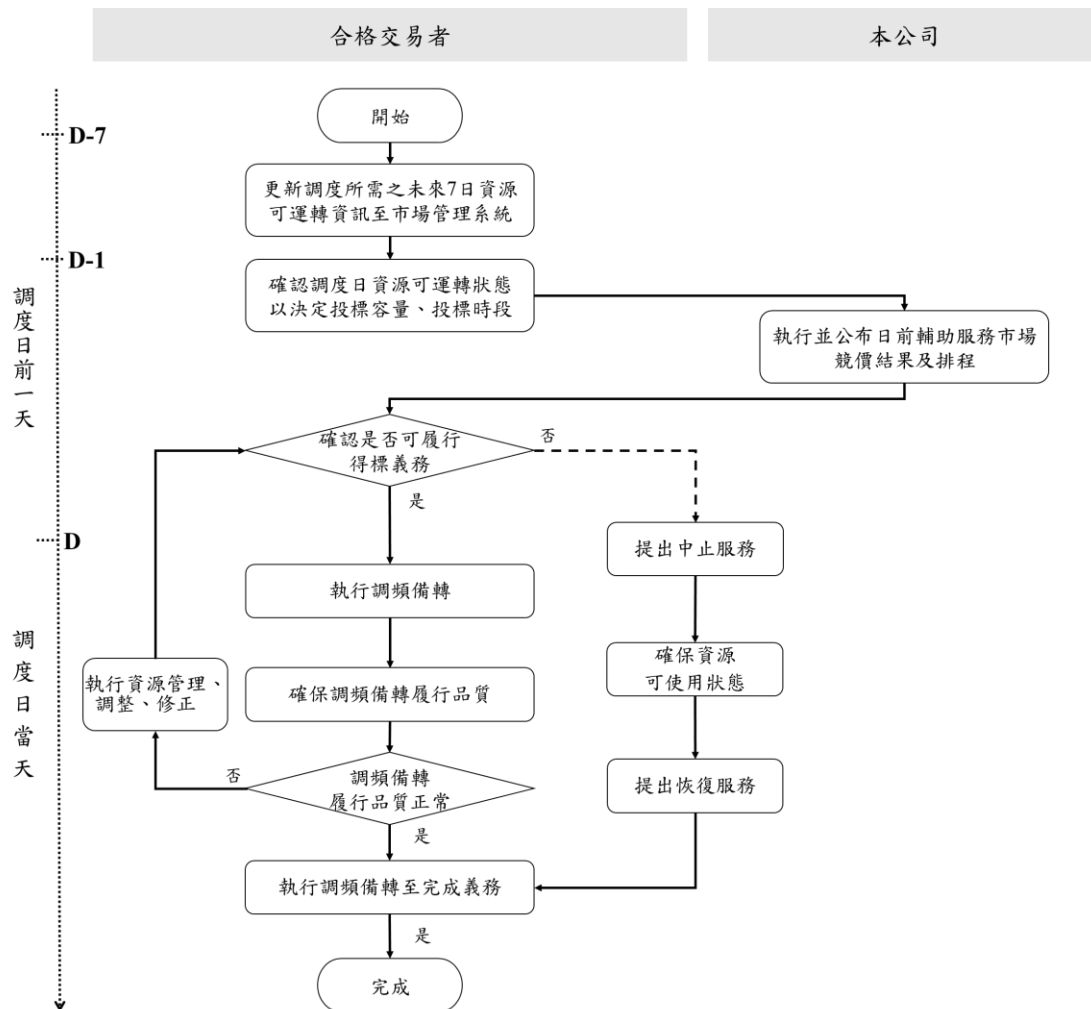 合格交易者
本公司
開始
D-7
更新調度所需之未來7日資源
可運轉資訊至市場管理系統
D-1
確認調度日資源可運轉狀態
以決定投標容量、投標時段
執行並公布日前輔助服務市場
競價結果及排程
調度日前一天
確認是否可履行
得標義務
否
是
D
提出中止服務
執行調頻備轉
調度日當天
確保資源
可使用狀態
執行資源管理、
調整、修正
確保調頻備轉履行品質
否
調頻備轉
履行品質正常
提出恢復服務
是
執行調頻備轉至完成義務
是
完成